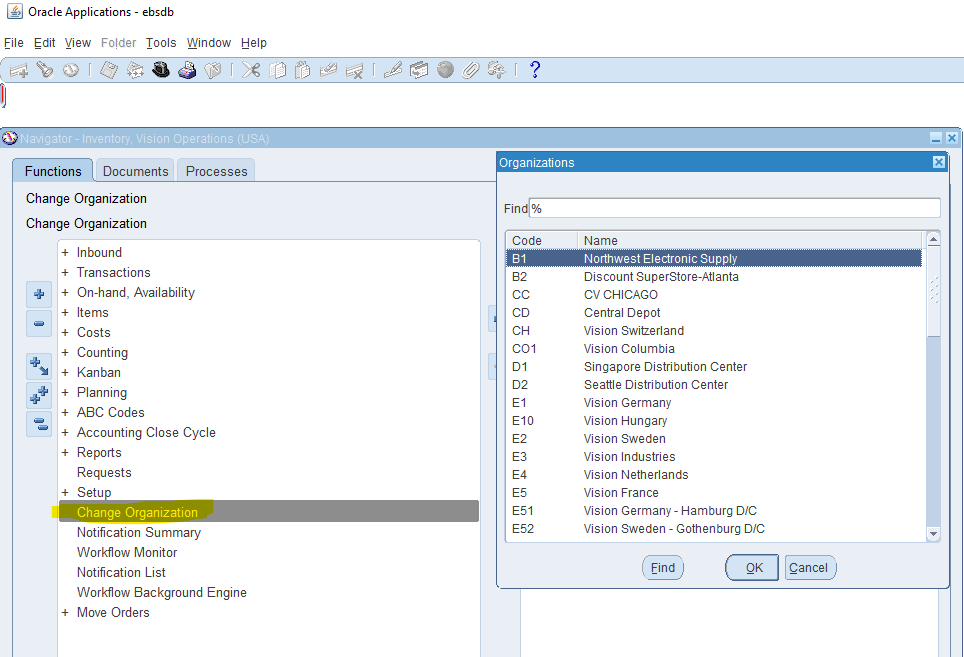 Oracle Applications - ebsdb
File Edit View Folder Tools Window Help
?
Navigator - Inventory, Vision Operations (USA)
Functions Documents Processes
Change Organization
Change Organization
+ Inbound
+ Transactions
+ On-hand, Availability
+ Items
+ Costs
+ Counting
+ Kanban
+ Planning
+ ABC Codes
+ Accounting Close Cycle
+ Reports
Requests
+ Setup
Change Organization
Notification Summary
Workflow Monitor
Notification List
Workflow Background Engine
+ Move Orders
Organizations
Find %
Code Name
B1 Northwest Electronic Supply
B2 Discount SuperStore-Atlanta
CC CV CHICAGO
CD Central Depot
CH Vision Switzerland
CO1 Vision Columbia
D1 Singapore Distribution Center
D2 Seattle Distribution Center
E1 Vision Germany
E10 Vision Hungary
E2 Vision Sweden
E3 Vision Industries
E4 Vision Netherlands
E5 Vision France
E51 Vision Germany - Hamburg D/C
E52 Vision Sweden - Gothenburg D/C
Find OK Cancel